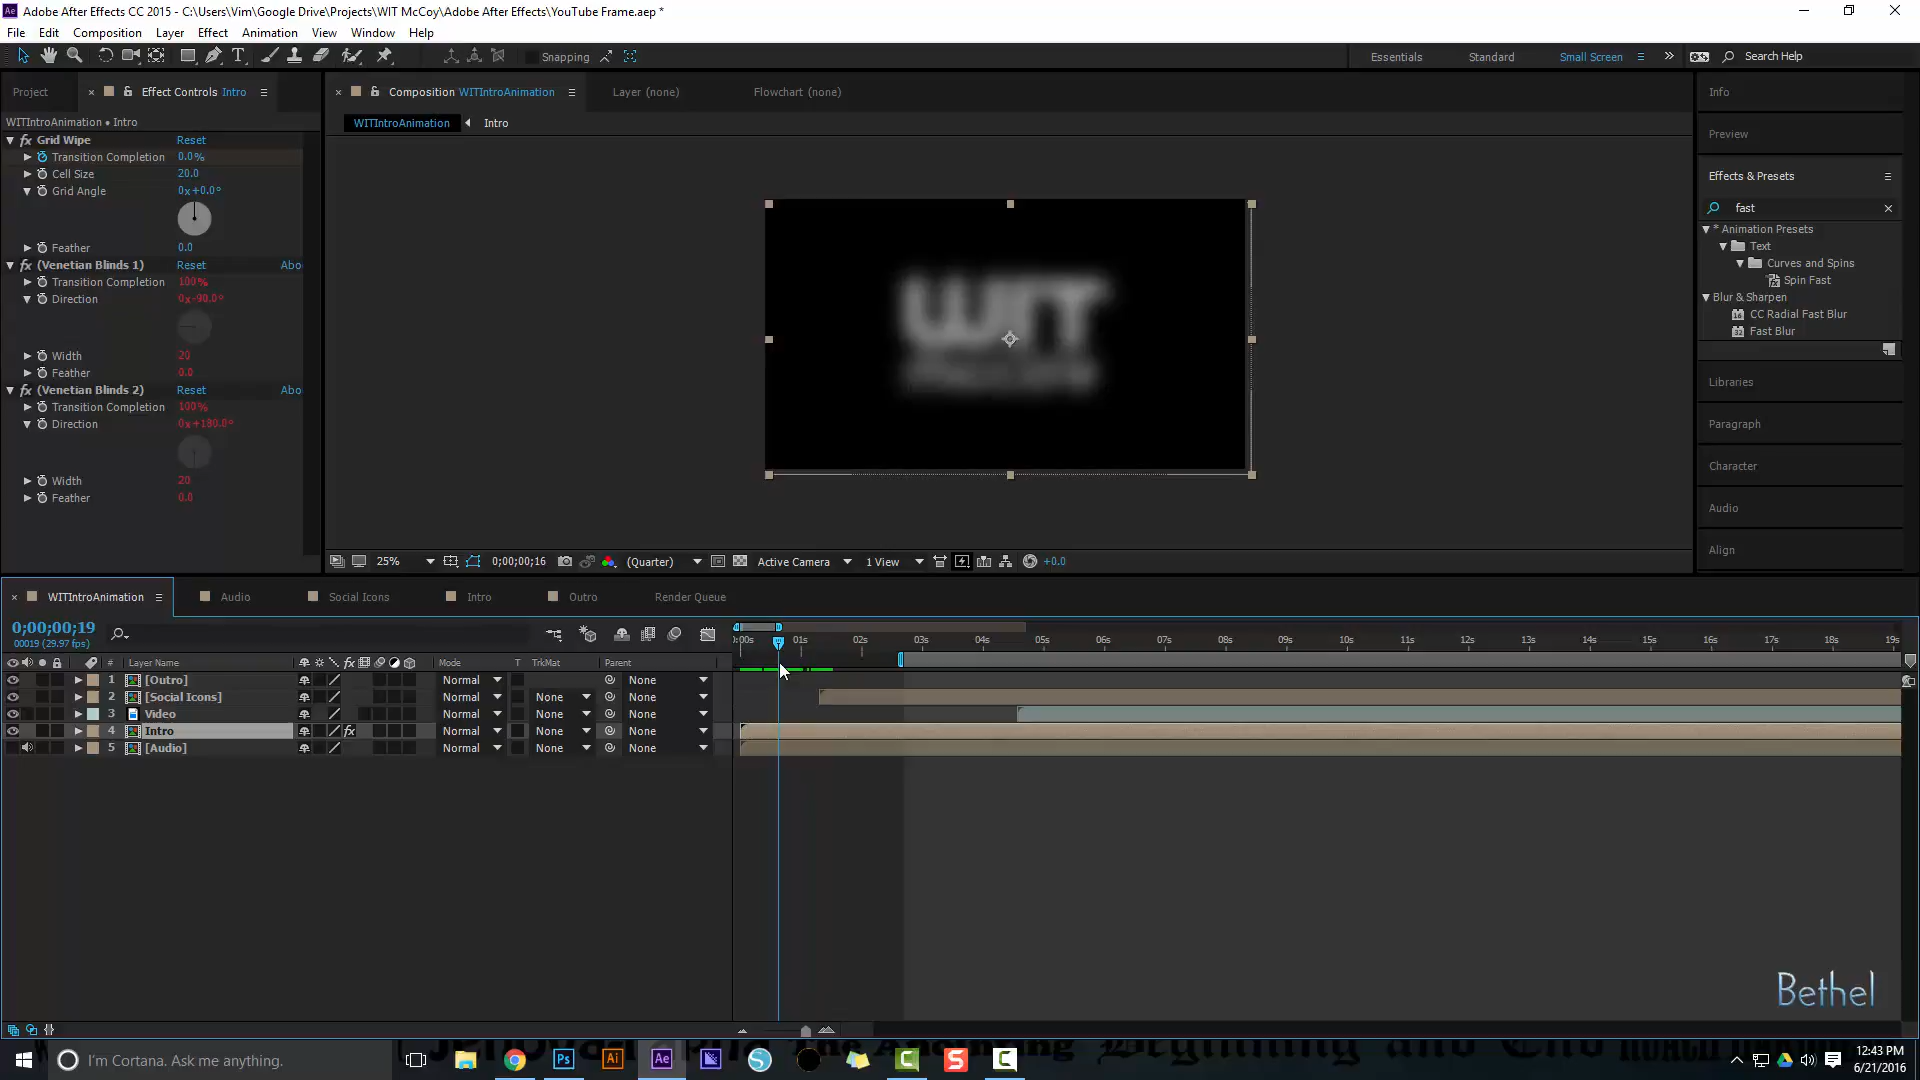 Adobe After Effects CC 2015 - C:\Users\Vim\Google Drive\Projects\WIT McCoy\Adobe After Effects\YouTube Frame.aep *
File Edit Composition Layer Effect Animation View Window Help
Snapping Essentials Standard Small Screen Search Help
Project Effect Controls Intro Composition WITIntroAnimation Layer (none) Flowchart (none) Info
WITIntroAnimation • Intro WITIntroAnimation Intro
Grid Wipe Reset Preview
Transition Completion 0.0%
Cell Size 20.0 Effects & Presets
Grid Angle 0x+0.0°
fast
* Animation Presets
Feather 0.0 Text
(Venetian Blinds 1) Reset Abo Curves and Spins
Transition Completion 100% Spin Fast
Direction 0x-90.0° Blur & Sharpen
CC Radial Fast Blur
Fast Blur
WIT
Width 20
Feather 0.0 Libraries
(Venetian Blinds 2) Reset Abo
Transition Completion 100%
Direction 0x+180.0° Paragraph
Character
Width 20
Feather 0.0 Audio
Align
25% 0;00;00;16 (Quarter) Active Camera 1 View +0.0
WITIntroAnimation Audio Social Icons Intro Outro Render Queue
0;00;00;19
00019 (29.97 fps)
:00s 01s 02s 03s 04s 05s 06s 07s 08s 09s 10s 11s 12s 13s 14s 15s 16s 17s 18s 19s
# Layer Name fx Mode T TrkMat Parent
1 [Outro] Normal None
2 [Social Icons] Normal None None
3 Video Normal None None
4 Intro fx Normal None None
5 [Audio] Normal None None
Bethel
I'm Cortana. Ask me anything. Ps Ai Ae 12:43 PM
6/21/2016